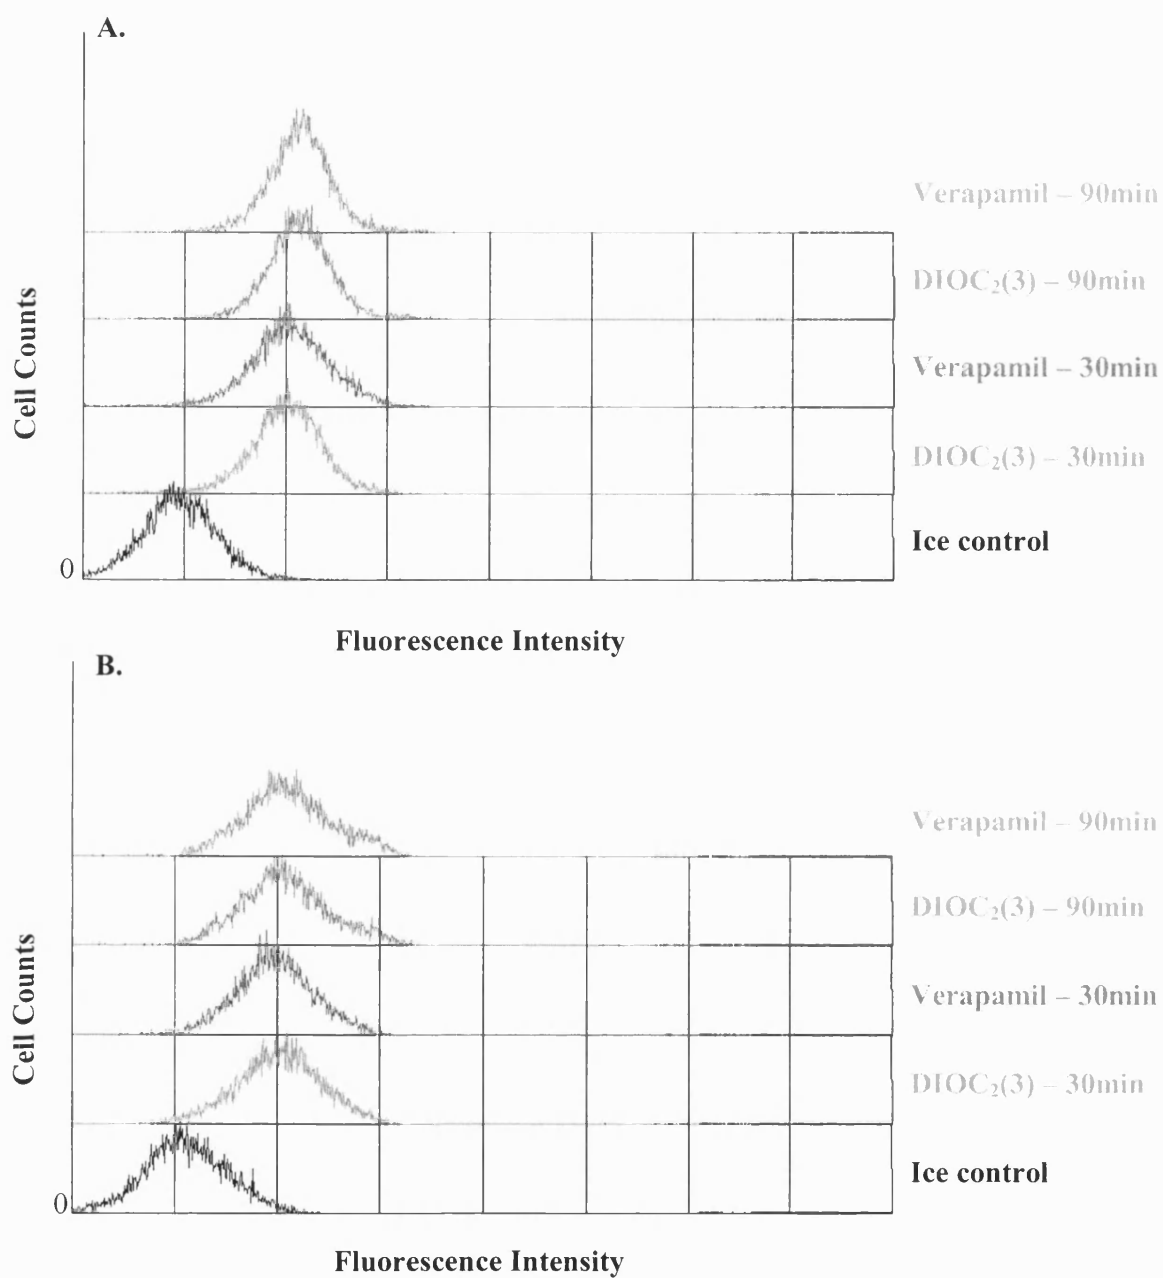 A.
Verapamil – 90min
DIOC₂(3) – 90min
Verapamil – 30min
DIOC₂(3) – 30min
Ice control
Cell Counts
0
Fluorescence Intensity
B.
Verapamil – 90min
DIOC₂(3) – 90min
Verapamil – 30min
DIOC₂(3) – 30min
Ice control
Cell Counts
0
Fluorescence Intensity